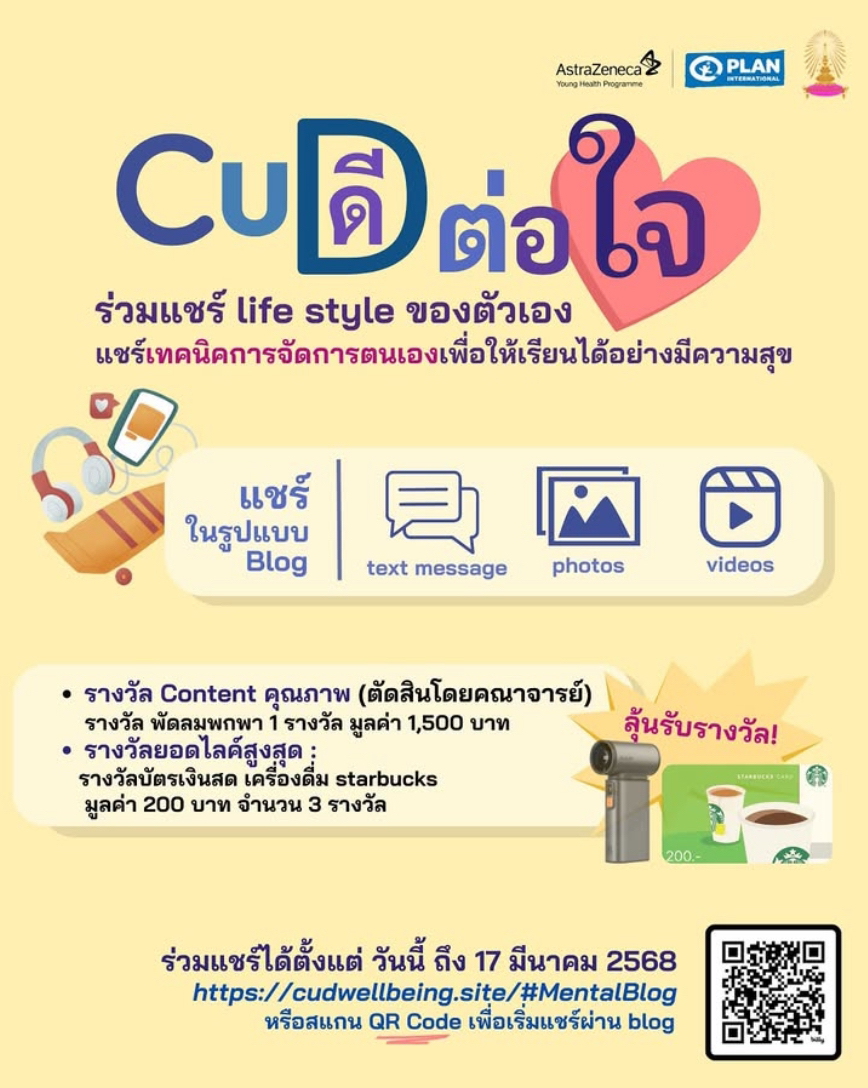 AstraZeneca
Young Health Programme
PLAN
INTERNATIONAL
CuDดีต่อใจ
ร่วมแชร์ life style ของตัวเอง
แชร์เทคนิคการจัดการตนเองเพื่อให้เรียนได้อย่างมีความสุข
แชร์
ในรูปแบบ
Blog
text message
photos
videos
• รางวัล Content คุณภาพ (ตัดสินโดยคณาจารย์)
รางวัล พัดลมพกพา 1 รางวัล มูลค่า 1,500 บาท
• รางวัลยอดไลค์สูงสุด :
รางวัลบัตรเงินสด เครื่องดื่ม starbucks
มูลค่า 200 บาท จำนวน 3 รางวัล
ลุ้นรับรางวัล!
STARBUCKS CARD
200.-
ร่วมแชร์ได้ตั้งแต่ วันนี้ ถึง 17 มีนาคม 2568
https://cudwellbeing.site/#MentalBlog
หรือสแกน QR Code เพื่อเริ่มแชร์ผ่าน blog
bitly